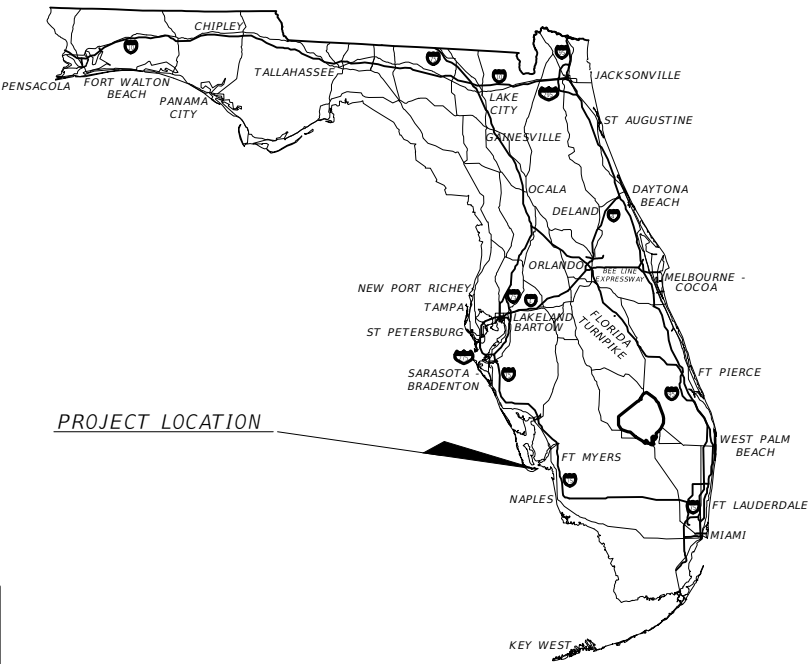 CHIPLEY
PENSACOLA
FORT WALTON
BEACH
PANAMA
CITY
TALLAHASSEE
LAKE
CITY
JACKSONVILLE
ST AUGUSTINE
GAINESVILLE
OCALA
DAYTONA
BEACH
DELAND
ORLANDO
BEE LINE
EXPRESSWAY
MELBOURNE -
COCOA
NEW PORT RICHEY
TAMPA
LAKELAND
BARTOW
ST PETERSBURG
FLORIDA
TURNPIKE
SARASOTA -
BRADENTON
FT PIERCE
PROJECT LOCATION
WEST PALM
BEACH
FT MYERS
NAPLES
FT LAUDERDALE
MIAMI
KEY WEST